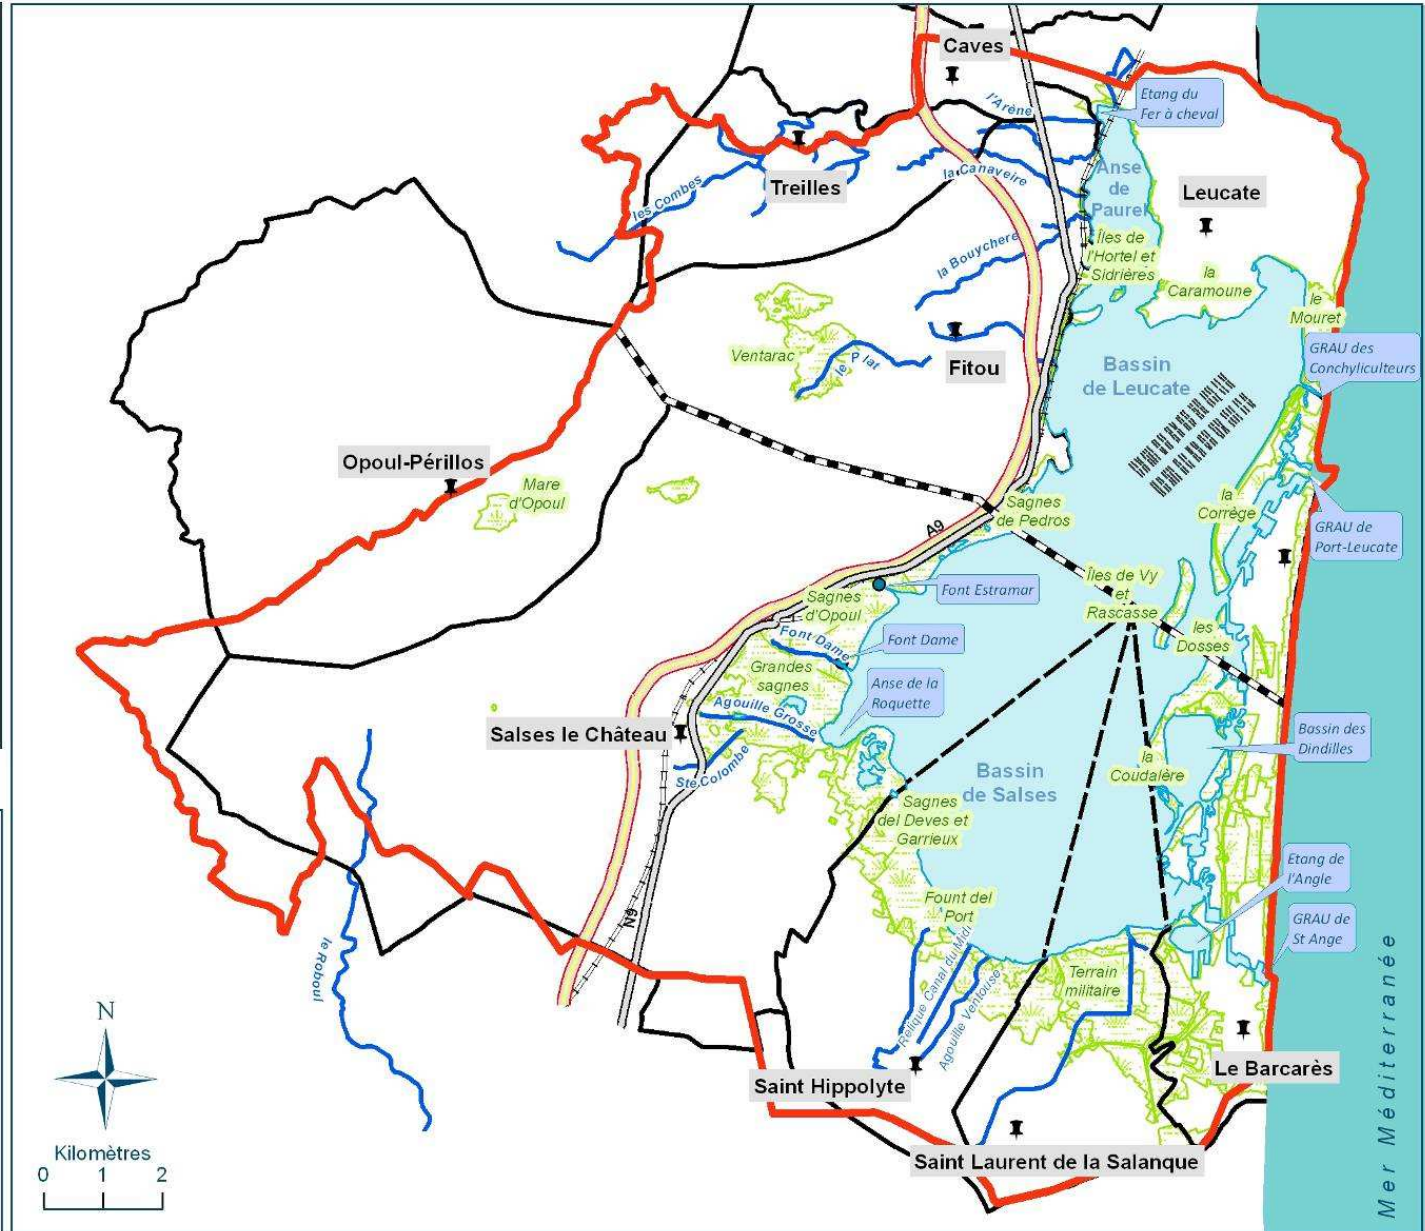 Caves
Etang du
Fer à cheval
l'Arène
Treilles
la Canaveire
les Combes
Anse
de
Paurel
Leucate
la Bouychere
Îles de
l'Hortel et
Sidrières
la
Caramoune
le
Mouret
Ventarac
le Plat
Fitou
Bassin
de Leucate
GRAU des
Conchyliculteurs
Opoul-Périllos
Mare
d'Opoul
Sagnes
de Pedros
A9
la
Corrège
GRAU de
Port-Leucate
Font Estramar
Sagnes
d'Opoul
Îles de Vy
et
Rascasse
Font Dame
Font Dame
les
Dosses
Grandes
sagnes
Anse de la
Roquette
Agouille Grosse
Salses le Château
Ste Colombe
Bassin des
Dindilles
Bassin
de Salses
la
Coudalère
Sagnes
del Deves et
Garrieux
Etang de
l'Angle
Fount del
Port
N9
GRAU de
St Ange
le Roboul
Relique Canal du Midi
Agouille Ventouse
Terrain
militaire
Mer Méditerranée
N
Saint Hippolyte
Le Barcarès
Kilomètres
0 1 2
Saint Laurent de la Salanque